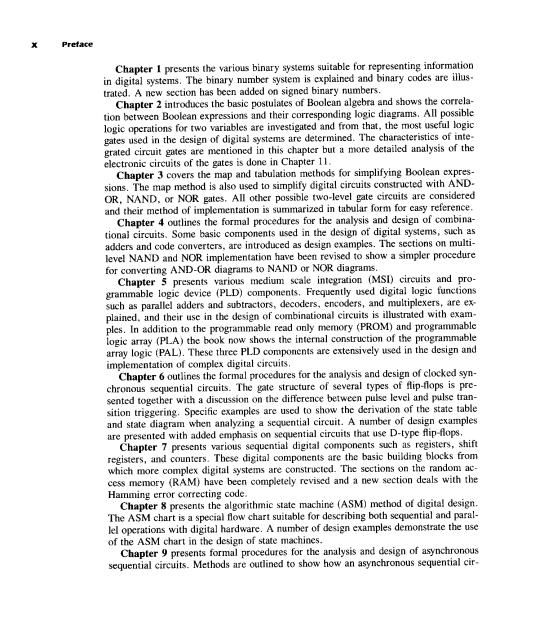 x Preface
Chapter 1 presents the various binary systems suitable for representing information
in digital systems. The binary number system is explained and binary codes are illus-
trated. A new section has been added on signed binary numbers.
Chapter 2 introduces the basic postulates of Boolean algebra and shows the correla-
tion between Boolean expressions and their corresponding logic diagrams. All possible
logic operations for two variables are investigated and from that, the most useful logic
gates used in the design of digital systems are determined. The characteristics of inte-
grated circuit gates are mentioned in this chapter but a more detailed analysis of the
electronic circuits of the gates is done in Chapter 11.
Chapter 3 covers the map and tabulation methods for simplifying Boolean expres-
sions. The map method is also used to simplify digital circuits constructed with AND-
OR, NAND, or NOR gates. All other possible two-level gate circuits are considered
and their method of implementation is summarized in tabular form for easy reference.
Chapter 4 outlines the formal procedures for the analysis and design of combina-
tional circuits. Some basic components used in the design of digital systems, such as
adders and code converters, are introduced as design examples. The sections on multi-
level NAND and NOR implementation have been revised to show a simpler procedure
for converting AND-OR diagrams to NAND or NOR diagrams.
Chapter 5 presents various medium scale integration (MSI) circuits and pro-
grammable logic device (PLD) components. Frequently used digital logic functions
such as parallel adders and subtractors, decoders, encoders, and multiplexers, are ex-
plained, and their use in the design of combinational circuits is illustrated with exam-
ples. In addition to the programmable read only memory (PROM) and programmable
logic array (PLA) the book now shows the internal construction of the programmable
array logic (PAL). These three PLD components are extensively used in the design and
implementation of complex digital circuits.
Chapter 6 outlines the formal procedures for the analysis and design of clocked syn-
chronous sequential circuits. The gate structure of several types of flip-flops is pre-
sented together with a discussion on the difference between pulse level and pulse tran-
sition triggering. Specific examples are used to show the derivation of the state table
and state diagram when analyzing a sequential circuit. A number of design examples
are presented with added emphasis on sequential circuits that use D-type flip-flops.
Chapter 7 presents various sequential digital components such as registers, shift
registers, and counters. These digital components are the basic building blocks from
which more complex digital systems are constructed. The sections on the random ac-
cess memory (RAM) have been completely revised and a new section deals with the
Hamming error correcting code.
Chapter 8 presents the algorithmic state machine (ASM) method of digital design.
The ASM chart is a special flow chart suitable for describing both sequential and paral-
lel operations with digital hardware. A number of design examples demonstrate the use
of the ASM chart in the design of state machines.
Chapter 9 presents formal procedures for the analysis and design of asynchronous
sequential circuits. Methods are outlined to show how an asynchronous sequential cir-